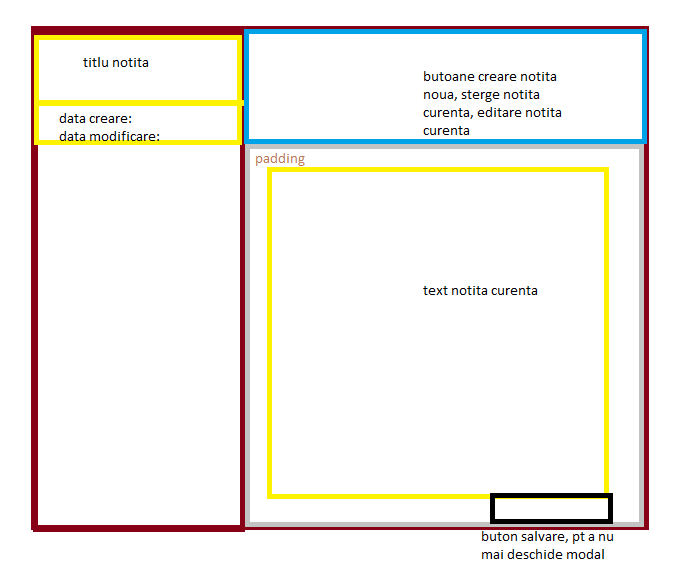 titlu notita
data creare:
data modificare:
butoane creare notita
noua, sterge notita
curenta, editare notita
curenta
padding
text notita curenta
buton salvare, pt a nu
mai deschide modal